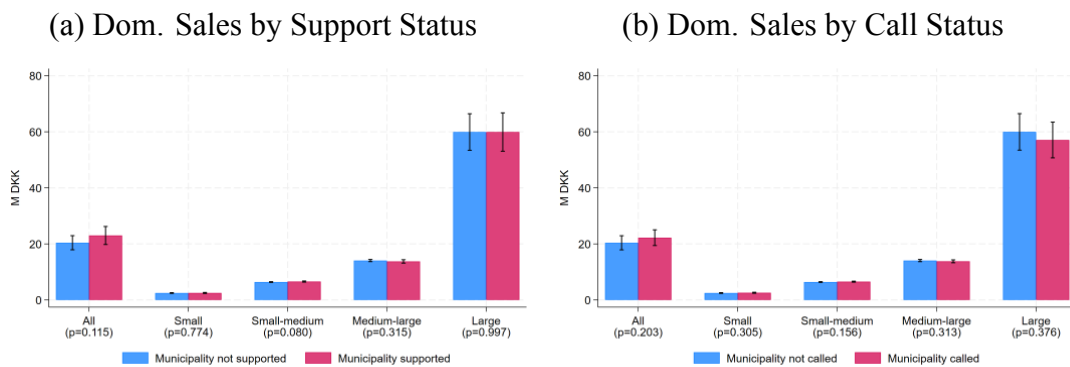 (a) Dom. Sales by Support Status
80
60
40
20
0
M DKK
All
(p=0.115)
Small
(p=0.774)
Small-medium
(p=0.080)
Medium-large
(p=0.315)
Large
(p=0.997)
Municipality not supported
Municipality supported
(b) Dom. Sales by Call Status
80
60
40
20
0
M DKK
All
(p=0.203)
Small
(p=0.305)
Small-medium
(p=0.156)
Medium-large
(p=0.313)
Large
(p=0.376)
Municipality not called
Municipality called